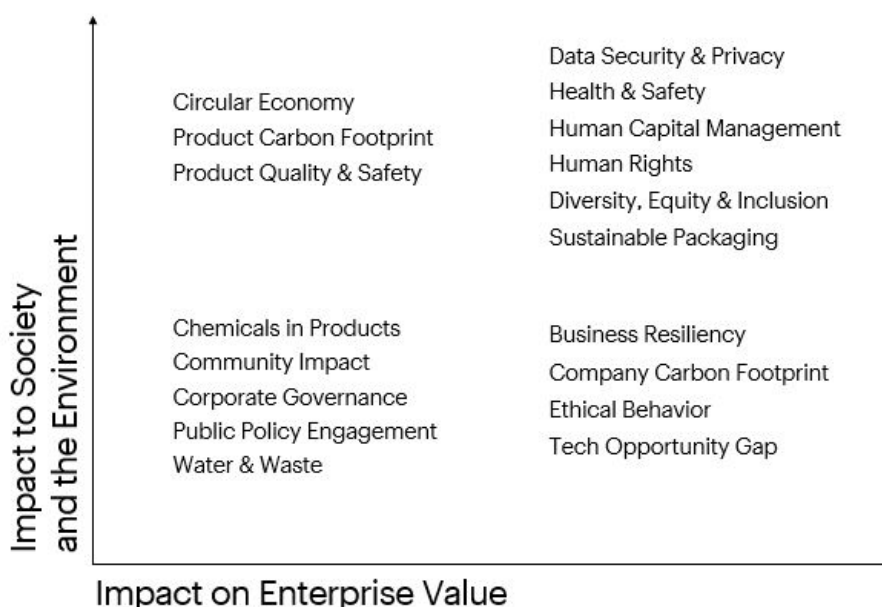 Data Security & Privacy
Health & Safety
Human Capital Management
Human Rights
Diversity, Equity & Inclusion
Sustainable Packaging
Circular Economy
Product Carbon Footprint
Product Quality & Safety
Chemicals in Products
Community Impact
Corporate Governance
Public Policy Engagement
Water & Waste
Business Resiliency
Company Carbon Footprint
Ethical Behavior
Tech Opportunity Gap
Impact to Society
and the Environment
Impact on Enterprise Value